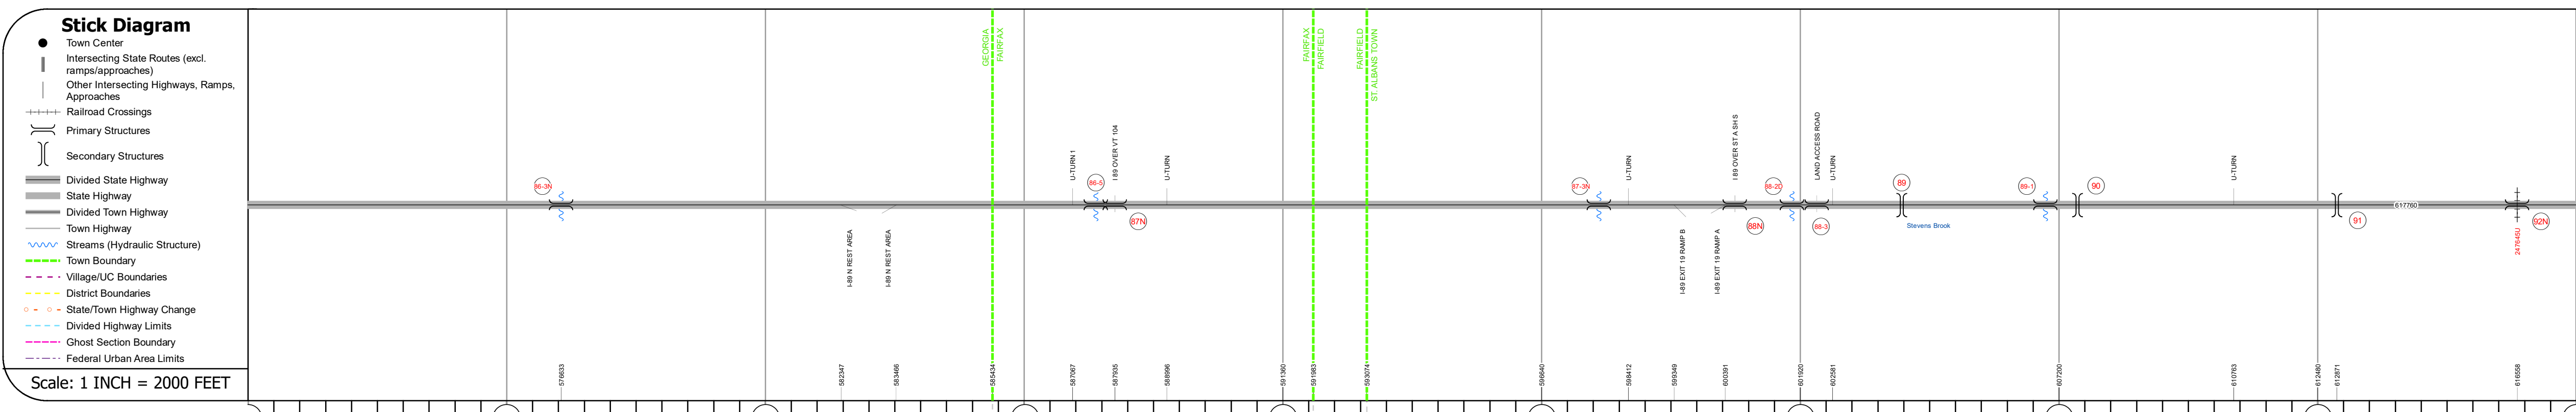 Stick Diagram
Town Center
Intersecting State Routes (excl.
ramps/approaches)
Other Intersecting Highways, Ramps,
Approaches
Railroad Crossings
Primary Structures
Secondary Structures
Divided State Highway
State Highway
Divided Town Highway
Town Highway
Streams (Hydraulic Structure)
Town Boundary
Village/UC Boundaries
District Boundaries
State/Town Highway Change
Divided Highway Limits
Ghost Section Boundary
Federal Urban Area Limits
Scale: 1 INCH = 2000 FEET
GEORGIA
FAIRFAX
FAIRFAX
FAIRFIELD
FAIRFIELD
ST. ALBANS TOWN
U-TURN 1
I 89 OVER VT 104
U-TURN
U-TURN
I 89 OVER ST A SH S
LAND ACCESS ROAD
U-TURN
U-TURN
86-3N
86-5
87N
87-3N
88N
88-2D
88-3
89
89-1
90
91
92N
617760
Stevens Brook
247645U
I-89 N REST AREA
I-89 N REST AREA
I-89 EXIT 19 RAMP B
I-89 EXIT 19 RAMP A
576633
582347
583466
585434
587067
587935
588996
591360
591983
593074
596640
598412
599349
600391
601920
602581
607200
610763
612480
612871
616558